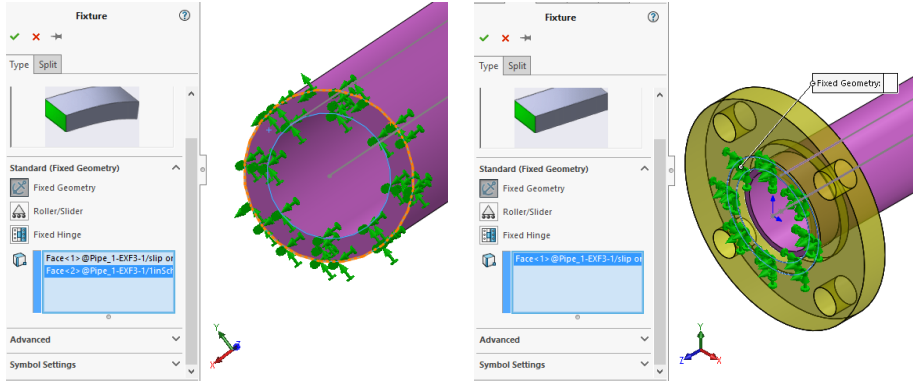 Fixture
Type Split
Standard (Fixed Geometry)
Fixed Geometry
Roller/Slider
Fixed Hinge
Face<1> @Pipe_1-EXF3-1/slip or
Face<2> @Pipe_1-EXF3-1/1inSch
Advanced
Symbol Settings
Y
Z
X
Fixture
Type Split
Standard (Fixed Geometry)
Fixed Geometry
Roller/Slider
Fixed Hinge
Face<1> @Pipe_1-EXF3-1/slip or
Advanced
Symbol Settings
Fixed Geometry:
Y
Z
X